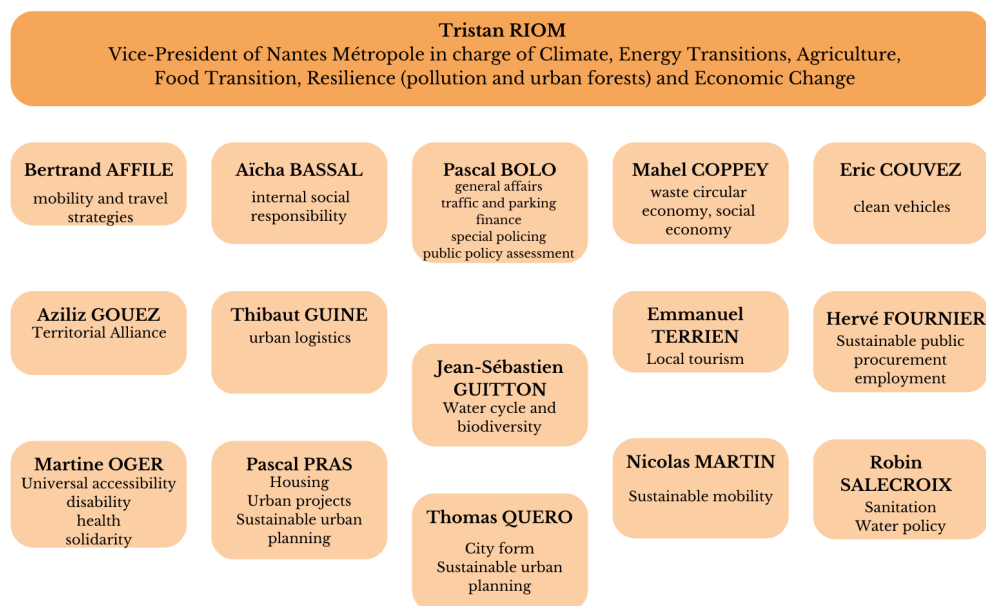 Tristan RIOM
Vice-President of Nantes Métropole in charge of Climate, Energy Transitions, Agriculture,
Food Transition, Resilience (pollution and urban forests) and Economic Change
Bertrand AFFILE
mobility and travel
strategies
Aïcha BASSAL
internal social
responsibility
Pascal BOLO
general affairs
traffic and parking
finance
special policing
public policy assessment
Mahel COPPEY
waste circular
economy, social
economy
Eric COUVEZ
clean vehicles
Aziliz GOUEZ
Territorial Alliance
Thibaut GUINE
urban logistics
Jean-Sébastien
GUITTON
Water cycle and
biodiversity
Emmanuel
TERRIEN
Local tourism
Hervé FOURNIER
Sustainable public
procurement
employment
Martine OGER
Universal accessibility
disability
health
solidarity
Pascal PRAS
Housing
Urban projects
Sustainable urban
planning
Thomas QUERO
City form
Sustainable urban
planning
Nicolas MARTIN
Sustainable mobility
Robin
SALECROIX
Sanitation
Water policy